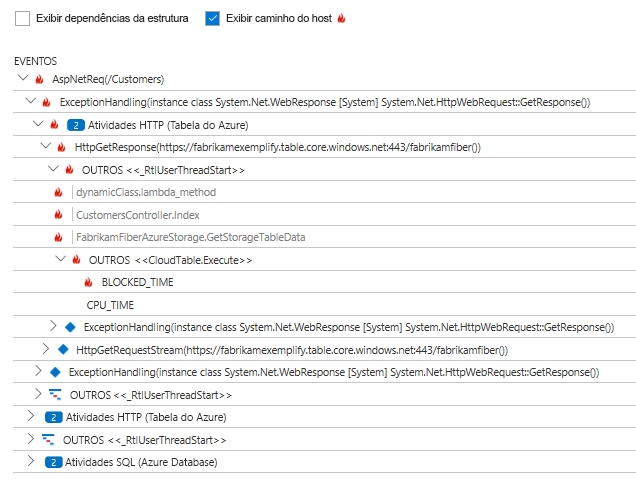 Exibir dependências da estrutura Exibir caminho do host
EVENTOS
AspNetReq(/Customers)
ExceptionHandling(instance class System.Net.WebResponse [System] System.Net.HttpWebRequest::GetResponse())
2 Atividades HTTP (Tabela do Azure)
HttpGetResponse(https://fabrikamexemplify.table.core.windows.net:443/fabrikamfiber())
OUTROS <<_RtlUserThreadStart>>
dynamicClass.lambda_method
CustomersController.Index
FabrikamFiberAzureStorage.GetStorageTableData
OUTROS <<CloudTable.Execute>>
BLOCKED_TIME
CPU_TIME
ExceptionHandling(instance class System.Net.WebResponse [System] System.Net.HttpWebRequest::GetResponse())
HttpGetRequestStream(https://fabrikamexemplify.table.core.windows.net:443/fabrikamfiber())
ExceptionHandling(instance class System.Net.WebResponse [System] System.Net.HttpWebRequest::GetResponse())
OUTROS <<_RtlUserThreadStart>>
2 Atividades HTTP (Tabela do Azure)
OUTROS <<_RtlUserThreadStart>>
2 Atividades SQL (Azure Database)